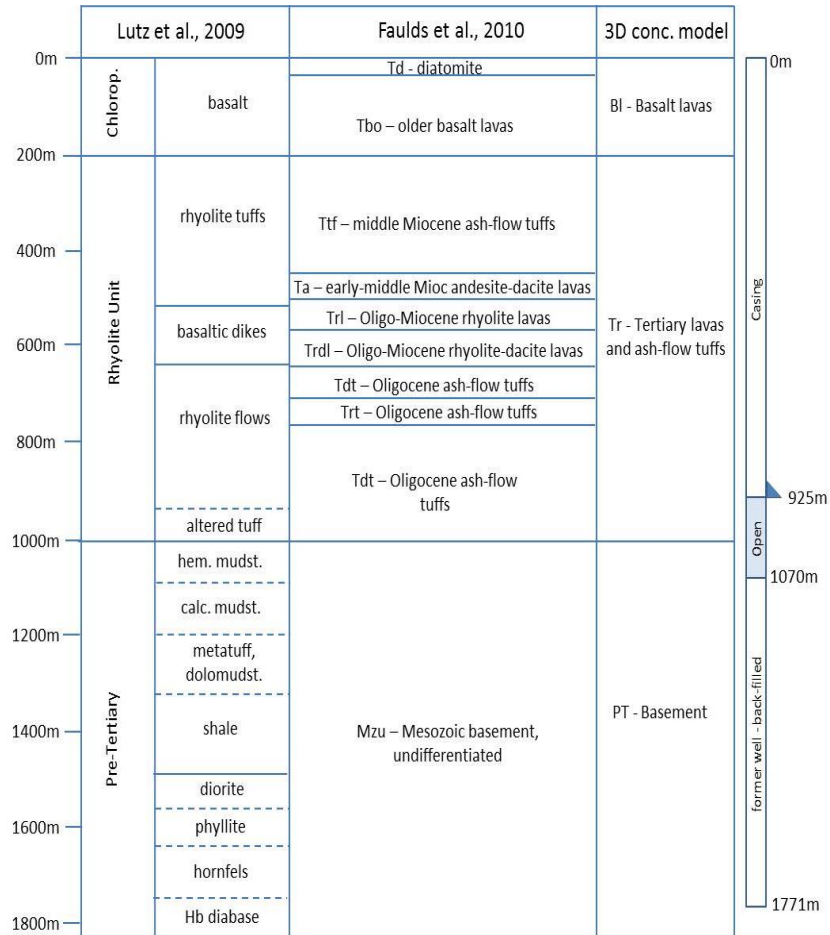 Lutz et al., 2009
Faulds et al., 2010
3D conc. model
0m
200m
400m
600m
800m
1000m
1200m
1400m
1600m
1800m
Chlorop.
Rhyolite Unit
Pre-Tertiary
basalt
rhyolite tuffs
basaltic dikes
rhyolite flows
altered tuff
hem. mudst.
calc. mudst.
metatuff,
dolomudst.
shale
diorite
phyllite
hornfels
Hb diabase
Td - diatomite
Tbo – older basalt lavas
Ttf – middle Miocene ash-flow tuffs
Ta – early-middle Mioc andesite-dacite lavas
Trl – Oligo-Miocene rhyolite lavas
Trdl – Oligo-Miocene rhyolite-dacite lavas
Tdt – Oligocene ash-flow tuffs
Trt – Oligocene ash-flow tuffs
Tdt – Oligocene ash-flow
tuffs
Mzu – Mesozoic basement,
undifferentiated
Bl - Basalt lavas
Tr - Tertiary lavas
and ash-flow tuffs
PT - Basement
Casing
Open
former well - back-filled
0m
925m
1070m
1771m